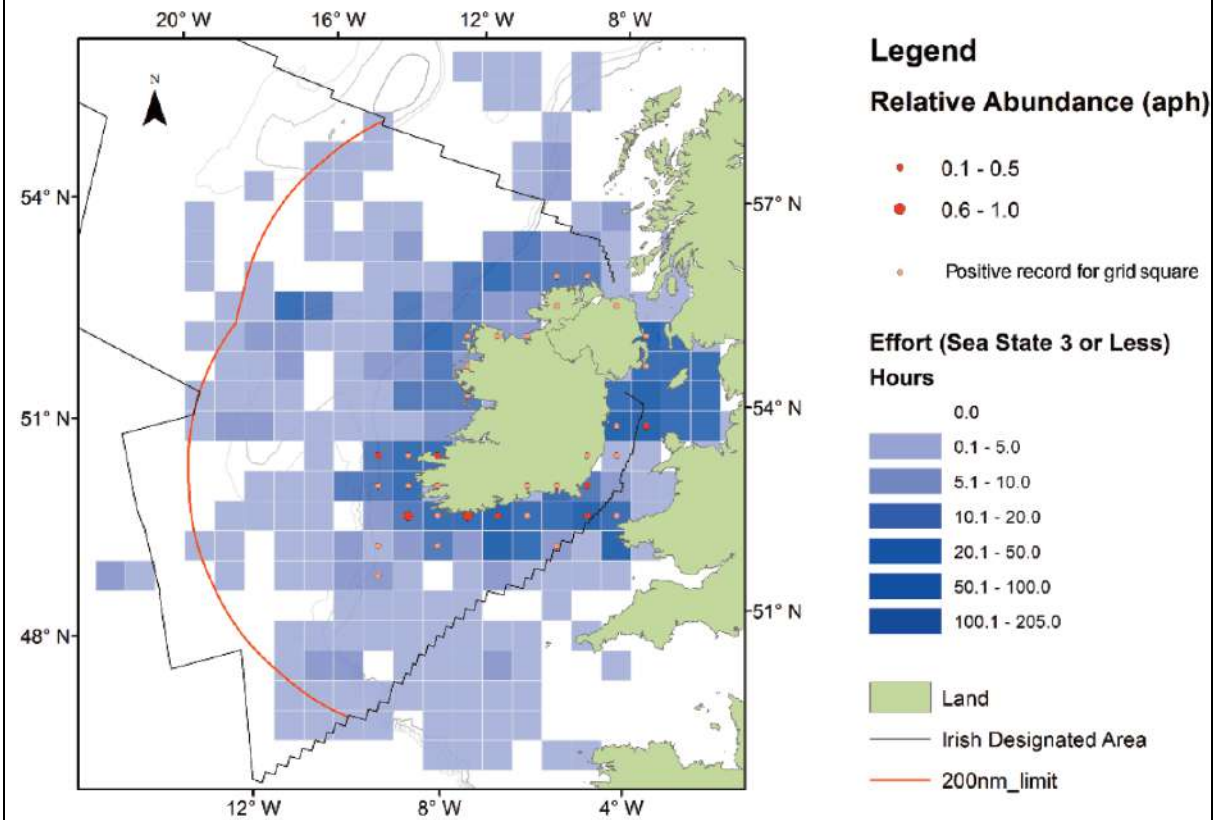 20° W 16° W 12° W 8° W
N
54° N
51° N
48° N
57° N
54° N
51° N
12° W 8° W 4° W
Legend
Relative Abundance (aph)
0.1 - 0.5
0.6 - 1.0
Positive record for grid square
Effort (Sea State 3 or Less)
Hours
0.0
0.1 - 5.0
5.1 - 10.0
10.1 - 20.0
20.1 - 50.0
50.1 - 100.0
100.1 - 205.0
Land
Irish Designated Area
200nm_limit